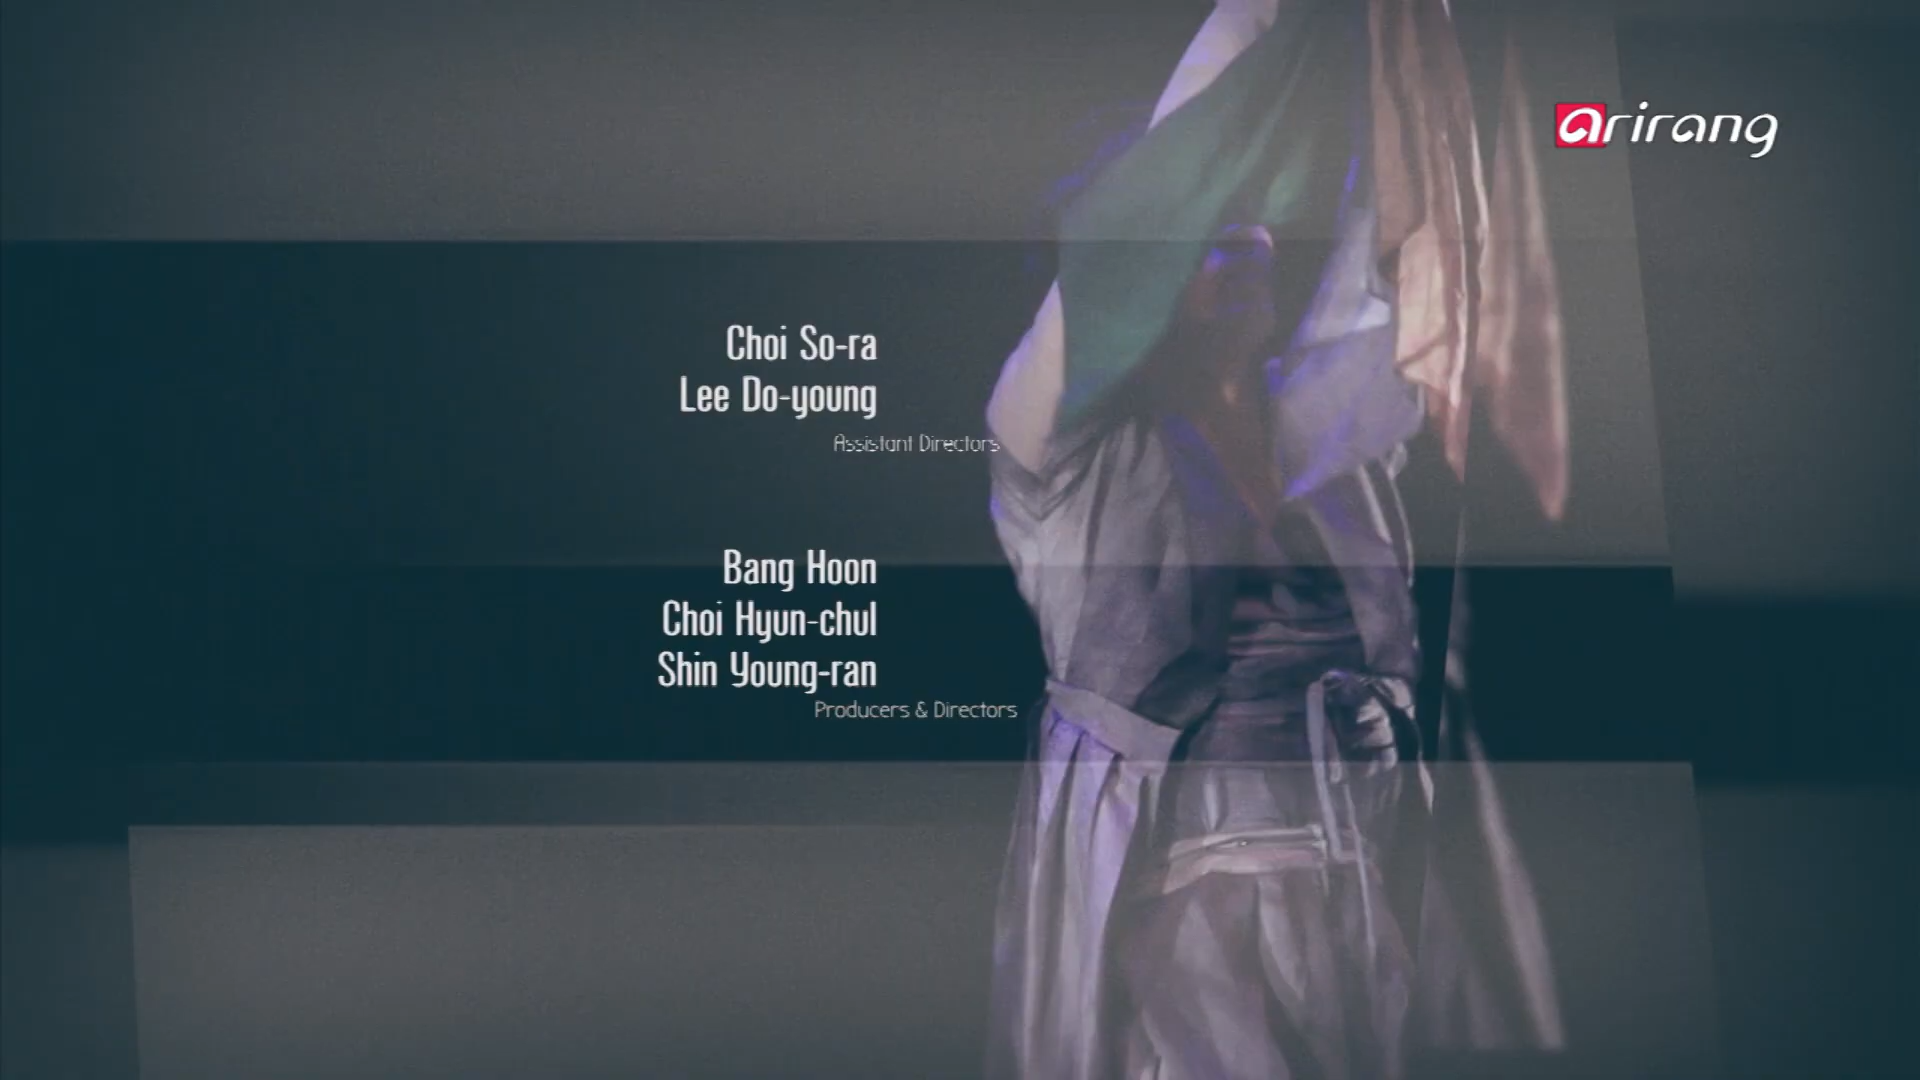 arirang
Choi So-ra
Lee Do-young
Assistant Directors
Bang Hoon
Choi Hyun-chul
Shin Young-ran
Producers & Directors